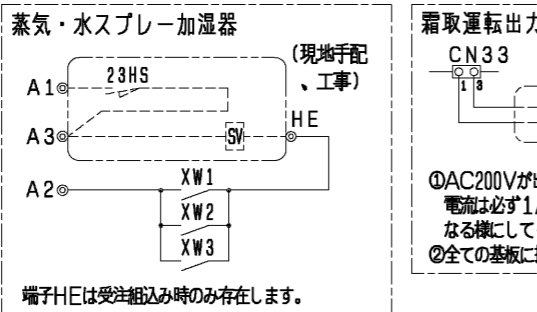 蒸気・水スプレー加湿器
(現地手配
、工事)
A1
23HS
A3
SV
HE
A2
XW1
XW2
XW3
端子HEは受注組込み時のみ存在します。
霜取運転出力
CN33
1 3
①AC200Vが
電流は必ず1
なる様にして
②全ての基板に